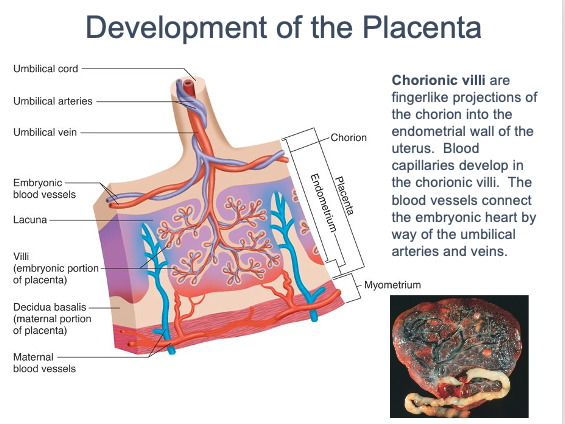 Development of the Placenta
Umbilical cord
Umbilical arteries
Umbilical vein
Embryonic
blood vessels
Lacuna
Villi
(embryonic portion
of placenta)
Decidua basalis
(maternal portion
of placenta)
Maternal
blood vessels
Chorion
Placenta
Endometrium
Myometrium
Chorionic villi are
fingerlike projections of
the chorion into the
endometrial wall of the
uterus.  Blood
capillaries develop in
the chorionic villi.  The
blood vessels connect
the embryonic heart by
way of the umbilical
arteries and veins.